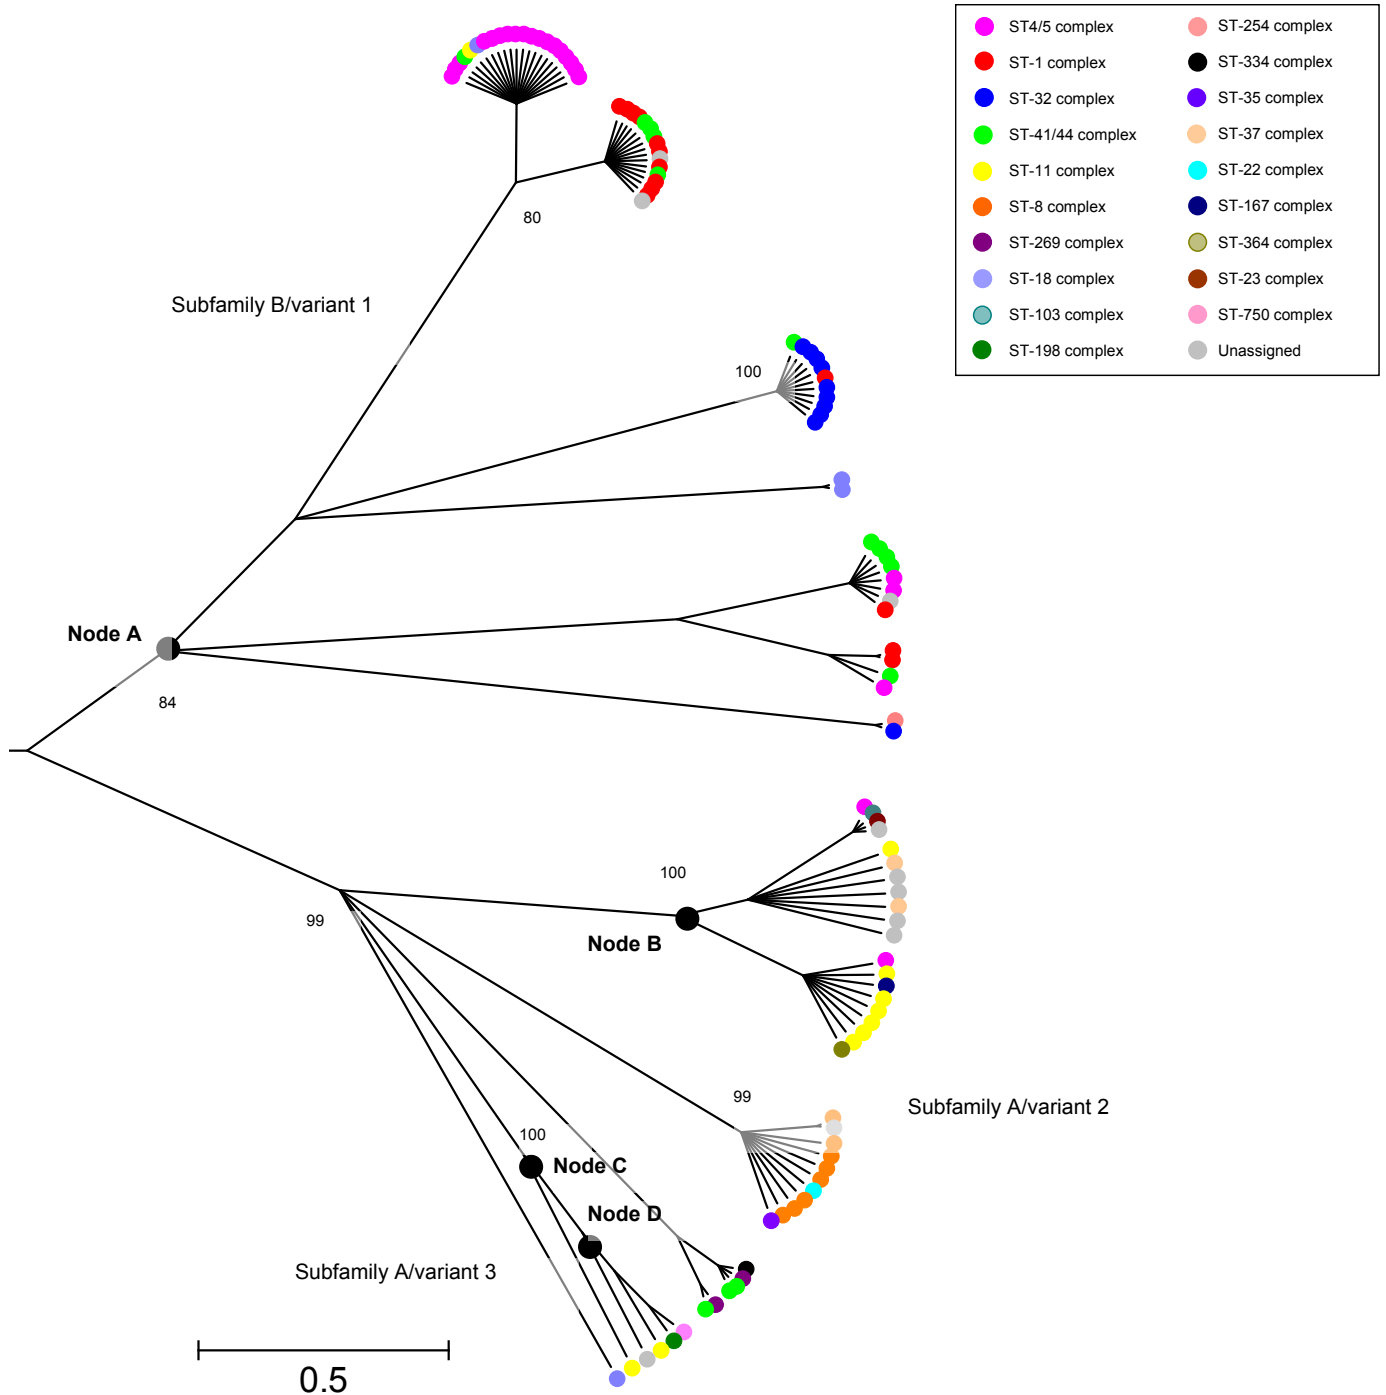 ST4/5 complex
ST-1 complex
ST-32 complex
ST-41/44 complex
ST-11 complex
ST-8 complex
ST-269 complex
ST-18 complex
ST-103 complex
ST-198 complex
ST-254 complex
ST-334 complex
ST-35 complex
ST-37 complex
ST-22 complex
ST-167 complex
ST-364 complex
ST-23 complex
ST-750 complex
Unassigned
80
Subfamily B/variant 1
100
Node A
84
100
99
Node B
99
Subfamily A/variant 2
100
Node C
Node D
Subfamily A/variant 3
0.5